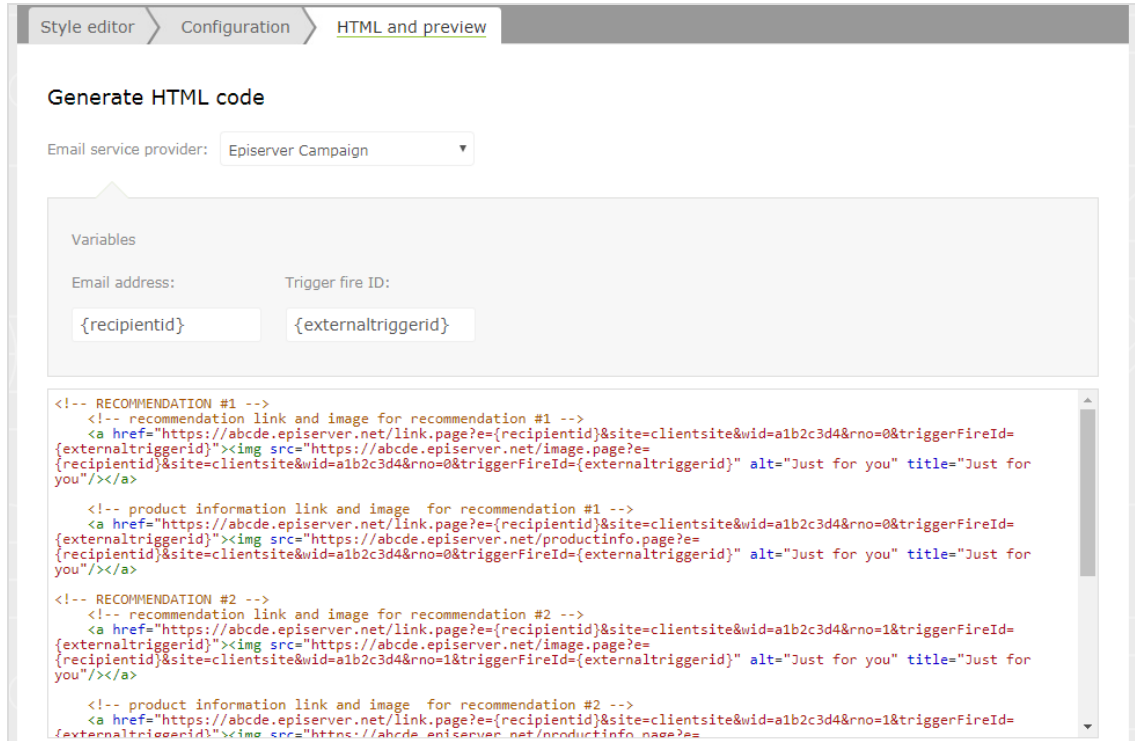 Style editor
Configuration
HTML and preview
Generate HTML code
Email service provider: Episerver Campaign
Variables
Email address: Trigger fire ID:
{recipientid} {externaltriggerid}
<!-- RECOMMENDATION #1 -->
<!-- recommendation link and image for recommendation #1 -->
<a href="https://abcde.episerver.net/link.page?e={recipientid}&site=clientsite&wid=a1b2c3d4&rno=0&triggerFireId=
{externaltriggerid}"><img src="https://abcde.episerver.net/image.page?e=
{recipientid}&site=clientsite&wid=a1b2c3d4&rno=0&triggerFireId={externaltriggerid}" alt="Just for you" title="Just for
you"/></a>
<!-- product information link and image  for recommendation #1 -->
<a href="https://abcde.episerver.net/link.page?e={recipientid}&site=clientsite&wid=a1b2c3d4&rno=0&triggerFireId=
{externaltriggerid}"><img src="https://abcde.episerver.net/productinfo.page?e=
{recipientid}&site=clientsite&wid=a1b2c3d4&rno=0&triggerFireId={externaltriggerid}" alt="Just for you" title="Just for
you"/></a>
<!-- RECOMMENDATION #2 -->
<!-- recommendation link and image for recommendation #2 -->
<a href="https://abcde.episerver.net/link.page?e={recipientid}&site=clientsite&wid=a1b2c3d4&rno=1&triggerFireId=
{externaltriggerid}"><img src="https://abcde.episerver.net/image.page?e=
{recipientid}&site=clientsite&wid=a1b2c3d4&rno=1&triggerFireId={externaltriggerid}" alt="Just for you" title="Just for
you"/></a>
<!-- product information link and image  for recommendation #2 -->
<a href="https://abcde.episerver.net/link.page?e={recipientid}&site=clientsite&wid=a1b2c3d4&rno=1&triggerFireId=
{externaltriggerid}"><img src="https://abcde.episerver.net/productinfo.page?e=